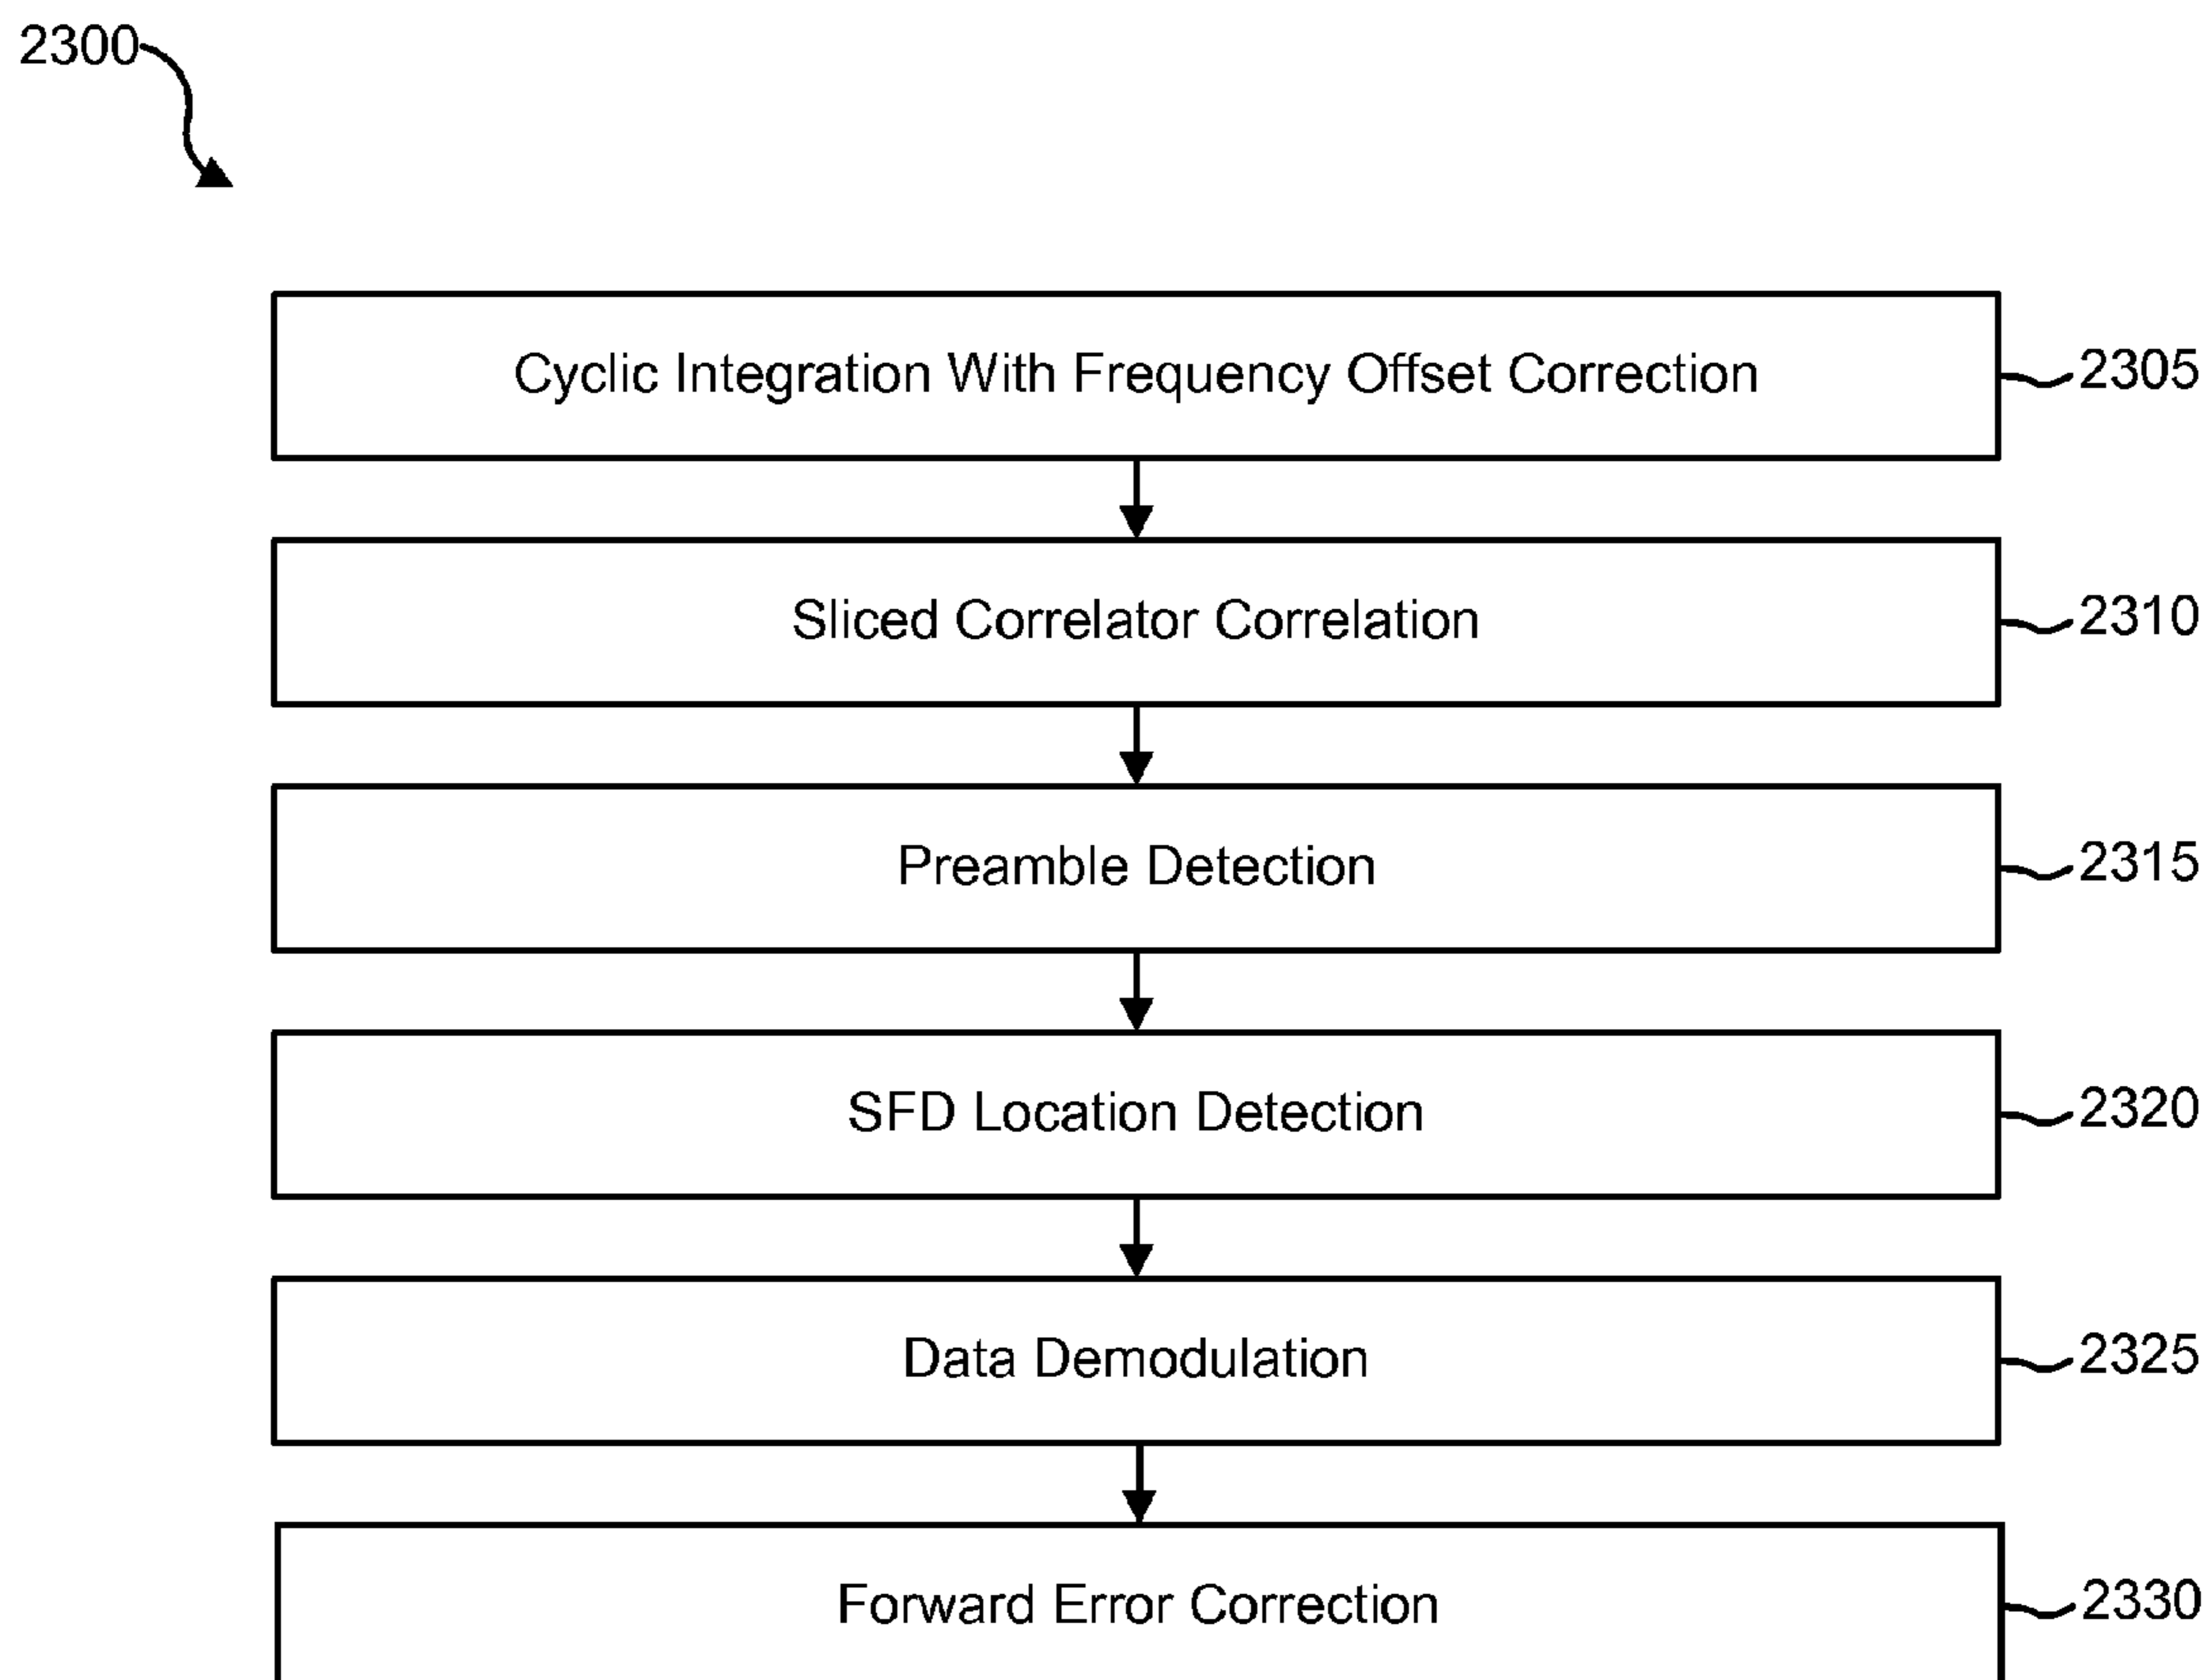 2300
Cyclic Integration With Frequency Offset Correction
2305
Sliced Correlator Correlation
2310
Preamble Detection
2315
SFD Location Detection
2320
Data Demodulation
2325
Forward Error Correction
2330